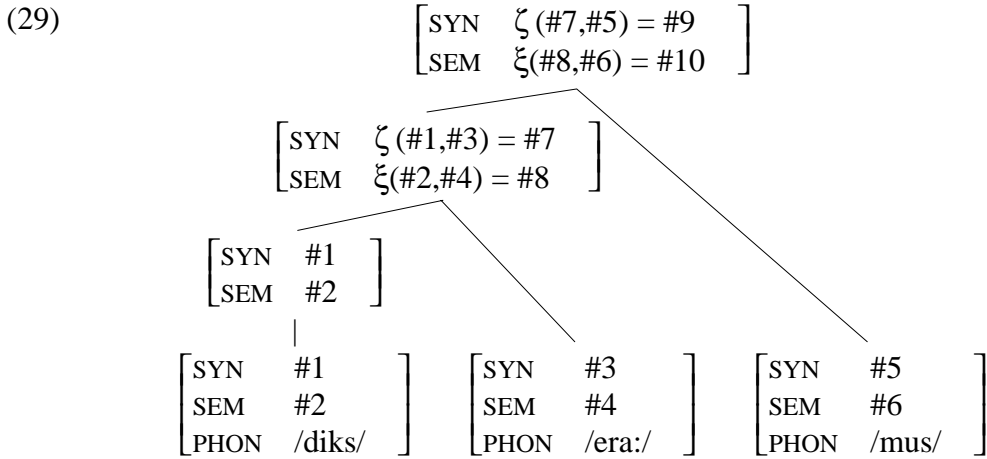 (29)
SYN ζ (#7,#5) = #9
SEM ξ(#8,#6) = #10
SYN ζ (#1,#3) = #7
SEM ξ(#2,#4) = #8
SYN #1
SEM #2
SYN #1 SYN #3 SYN #5
SEM #2 SEM #4 SEM #6
PHON /diks/ PHON /era:/ PHON /mus/